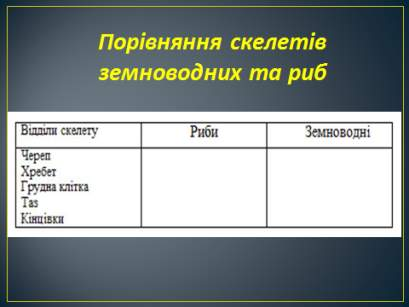 Порівняння скелетів
земноводних та риб
Відділи скелету
Риби
Земноводні
Череп
Хребет
Грудна клітка
Таз
Кінцівки